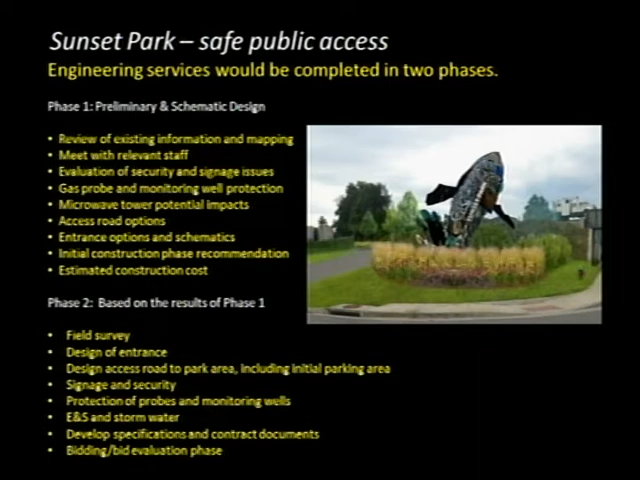 Sunset Park – safe public access
Engineering services would be completed in two phases.
Phase 1: Preliminary & Schematic Design
• Review of existing information and mapping
• Meet with relevant staff
• Evaluation of security and signage issues
• Gas probe and monitoring well protection
• Microwave tower potential impacts
• Access road options
• Entrance options and schematics
• Initial construction phase recommendation
• Estimated construction cost
Phase 2: Based on the results of Phase 1
• Field survey
• Design of entrance
• Design access road to park area, including initial parking area
• Signage and security
• Protection of probes and monitoring wells
• E&S and storm water
• Develop specifications and contract documents
• Bidding/bid evaluation phase